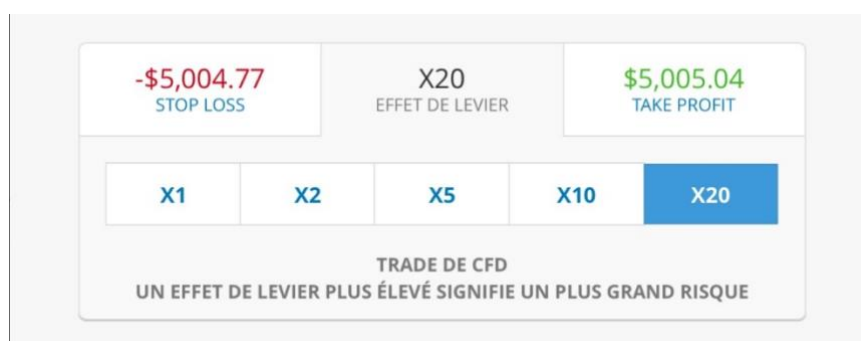 -$5,004.77
STOP LOSS
X20
EFFET DE LEVIER
$5,005.04
TAKE PROFIT
X1
X2
X5
X10
X20
TRADE DE CFD
UN EFFET DE LEVIER PLUS ÉLEVÉ SIGNIFIE UN PLUS GRAND RISQUE